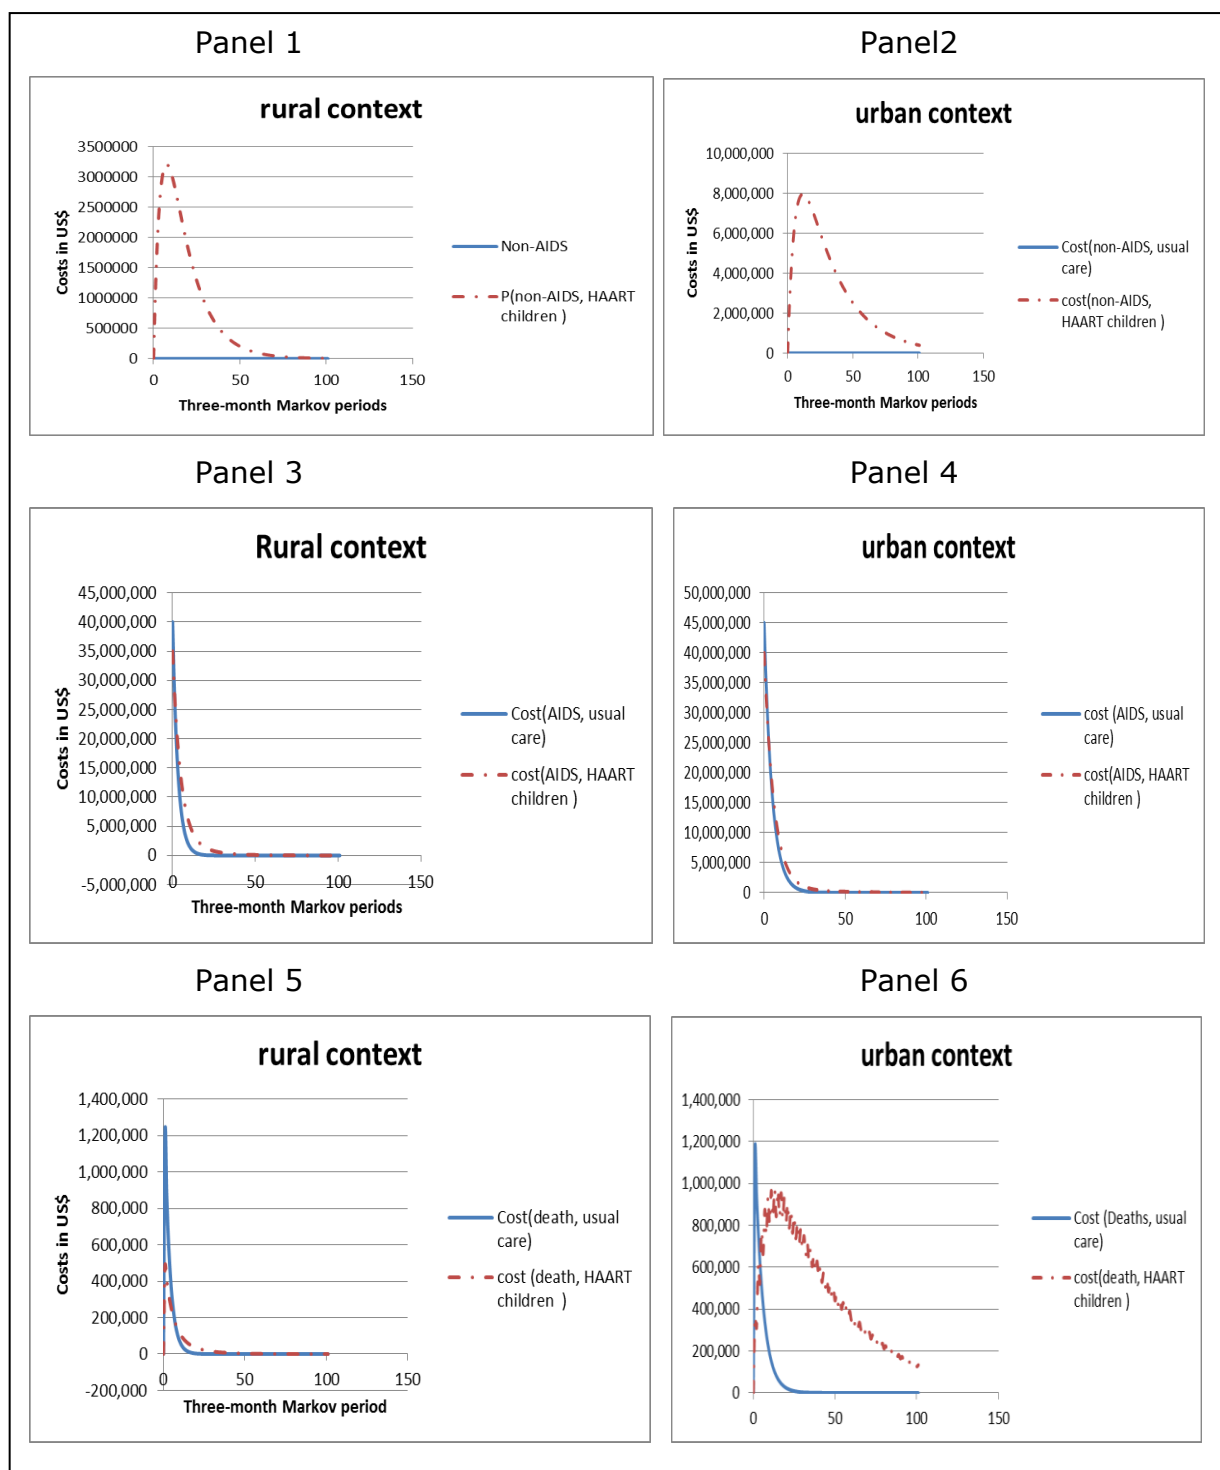 Panel 1
Panel2
rural context
3500000
3000000
2500000
2000000
1500000
1000000
500000
0
0
50
100
150
Costs in US$
Three-month Markov periods
Non-AIDS
P(non-AIDS, HAART
children )
urban context
10,000,000
8,000,000
6,000,000
4,000,000
2,000,000
0
0
50
100
150
Costs in US$
Three-month Markov periods
Cost(non-AIDS, usual
care)
cost(non-AIDS,
HAART children )
Panel 3
Panel 4
Rural context
45,000,000
40,000,000
35,000,000
30,000,000
25,000,000
20,000,000
15,000,000
10,000,000
5,000,000
0
-5,000,000
0
50
100
150
Costs in US$
Three-month Markov periods
Cost(AIDS, usual
care)
cost(AIDS, HAART
children )
urban context
50,000,000
45,000,000
40,000,000
35,000,000
30,000,000
25,000,000
20,000,000
15,000,000
10,000,000
5,000,000
0
0
50
100
150
cost (AIDS, usual
care)
cost(AIDS, HAART
children )
Panel 5
Panel 6
rural context
1,400,000
1,200,000
1,000,000
800,000
600,000
400,000
200,000
0
-200,000
0
50
100
150
Costs in US$
Three-month Markov period
Cost(death, usual
care)
cost (death, HAART
children )
urban context
1,400,000
1,200,000
1,000,000
800,000
600,000
400,000
200,000
0
0
50
100
150
Cost (Deaths, usual
care)
cost(death, HAART
children )